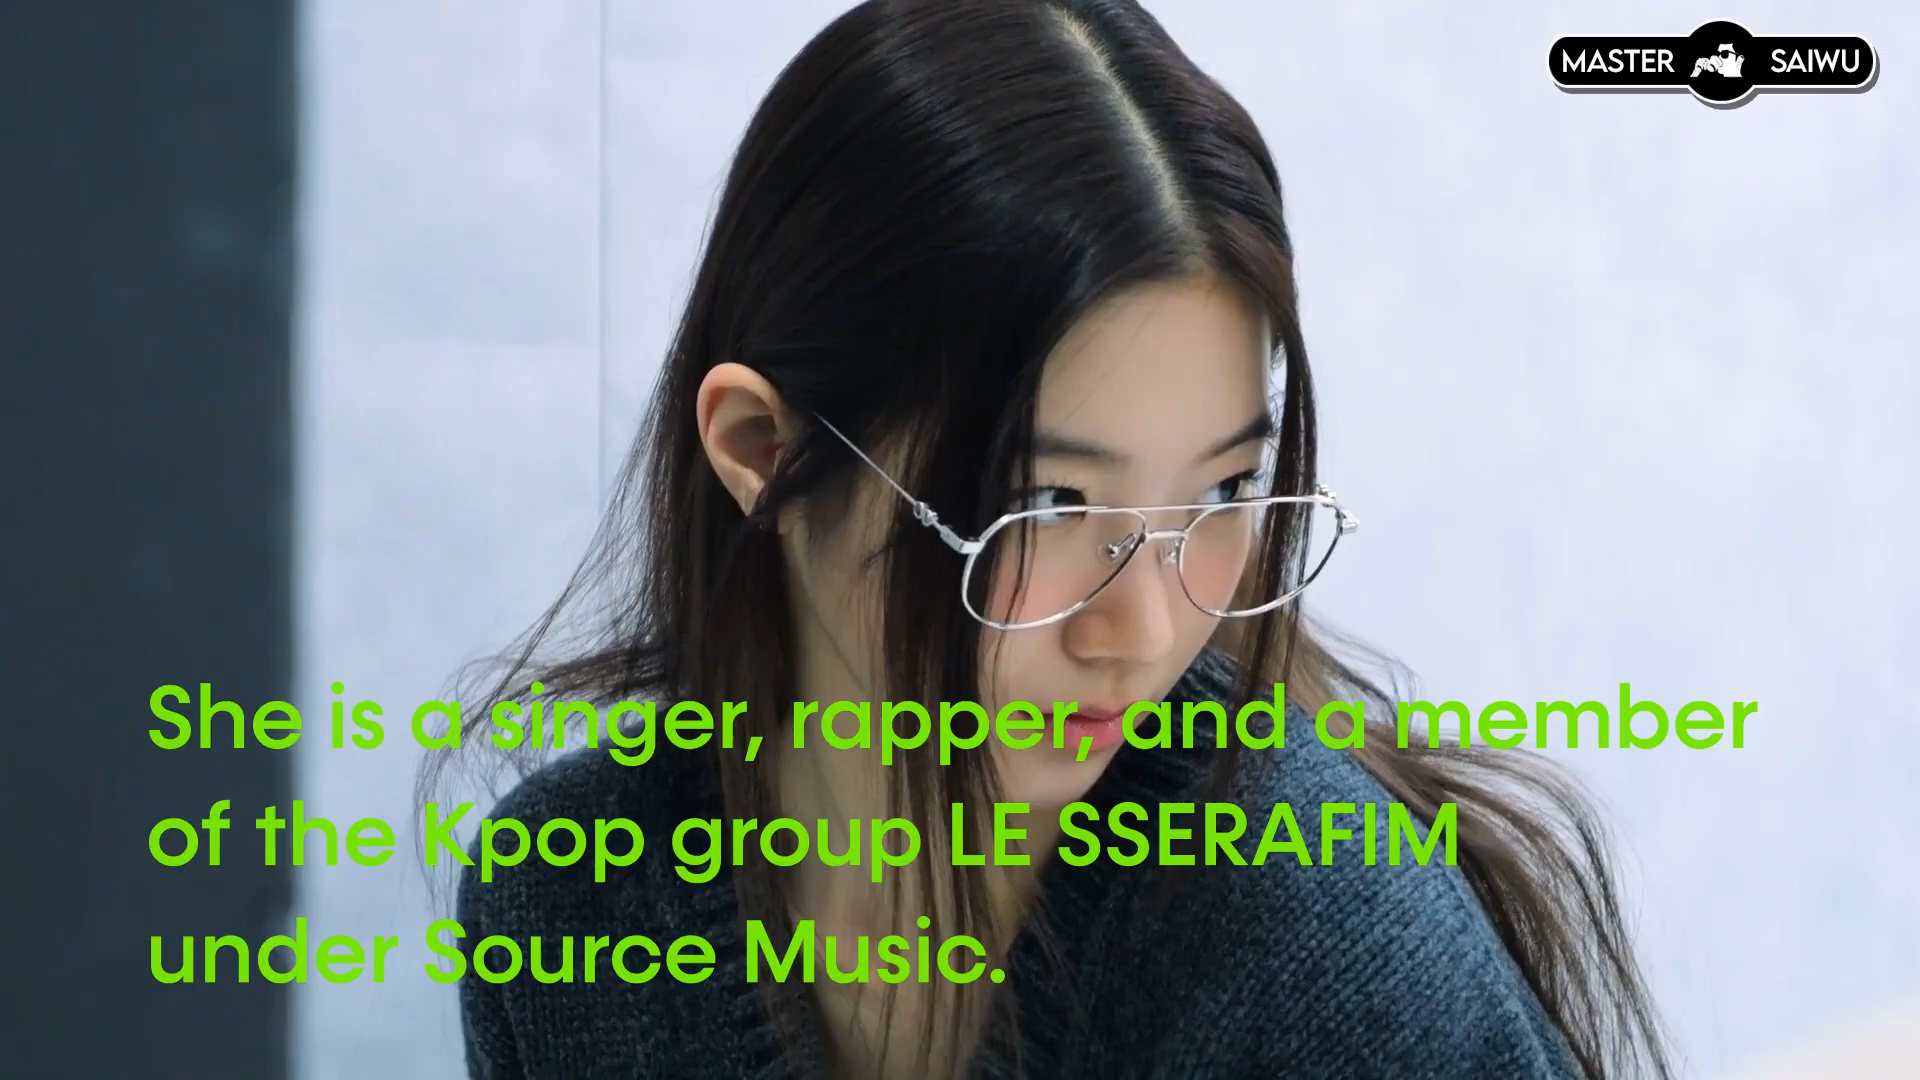 MASTER SAIWU
She is a singer, rapper, and a member
of the Kpop group LE SSERAFIM
under Source Music.